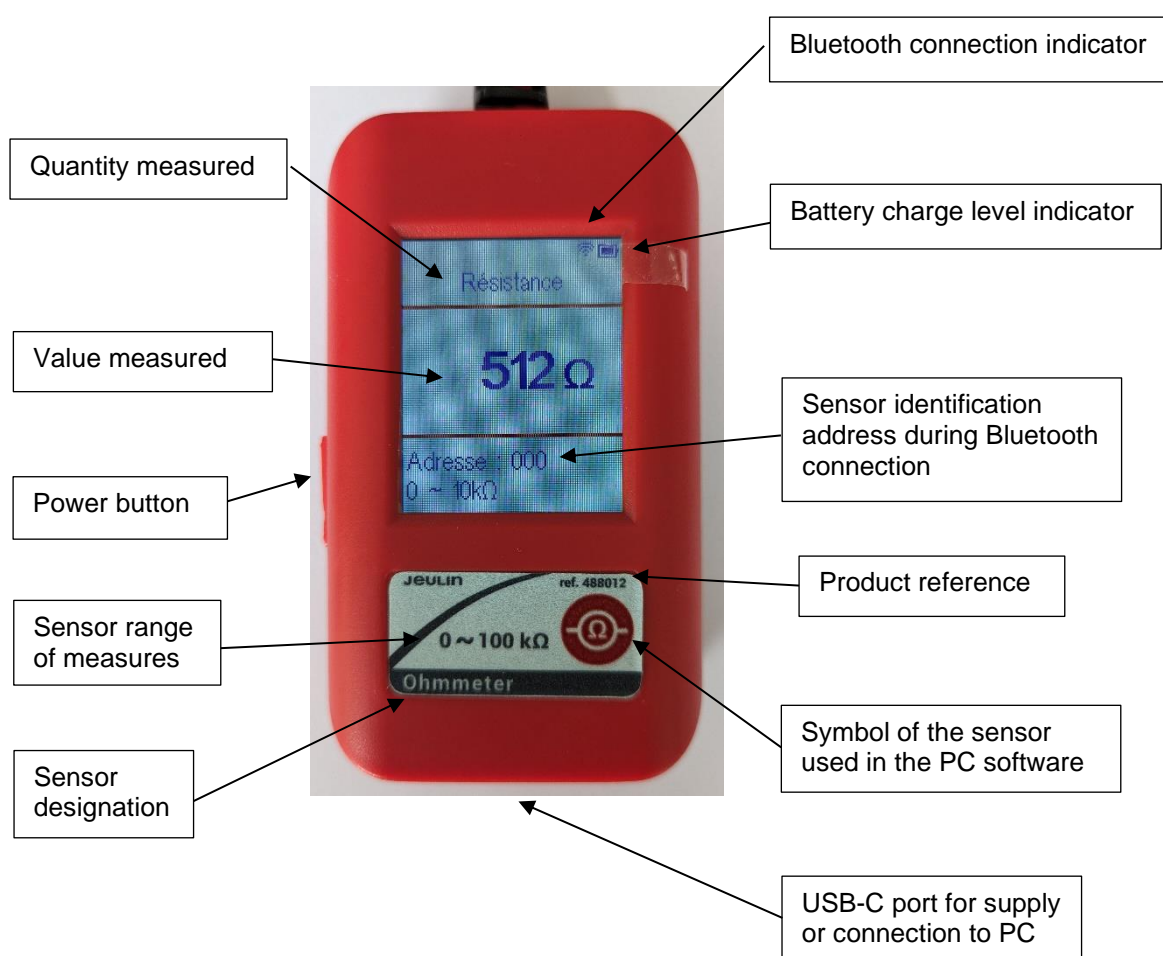 Bluetooth connection indicator
Quantity measured
Battery charge level indicator
Résistance
Value measured
512 Ω
Sensor identification
address during Bluetooth
connection
Adresse : 000
0 ~ 10kΩ
Power button
JEULIN
ref. 488012
Product reference
Sensor range
of measures
0 ~ 100 kΩ
Ω
Ohmmeter
Symbol of the sensor
used in the PC software
Sensor
designation
USB-C port for supply
or connection to PC